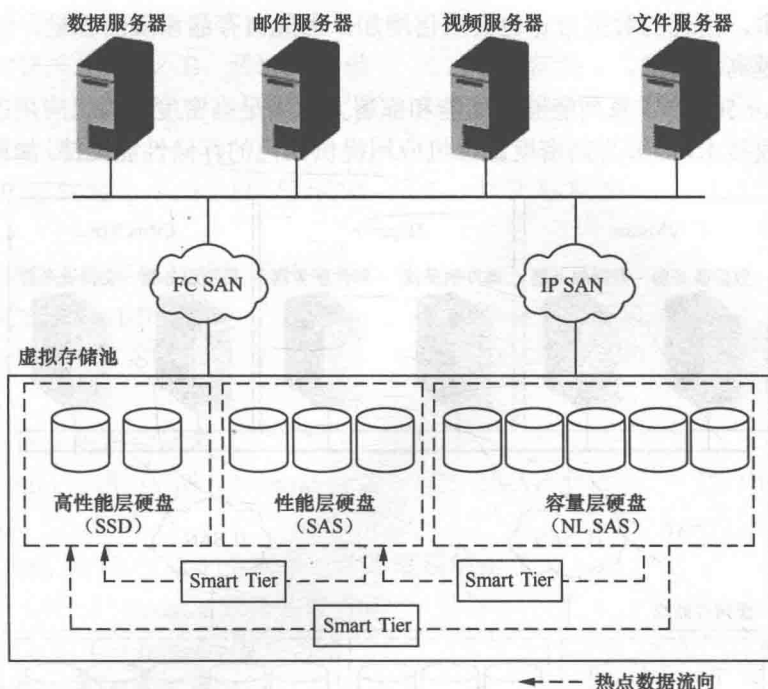 数据服务器 邮件服务器 视频服务器 文件服务器
FC SAN IP SAN
虚拟存储池
高性能层硬盘 性能层硬盘 容量层硬盘
(SSD) (SAS) (NL SAS)
Smart Tier Smart Tier
Smart Tier
热点数据流向